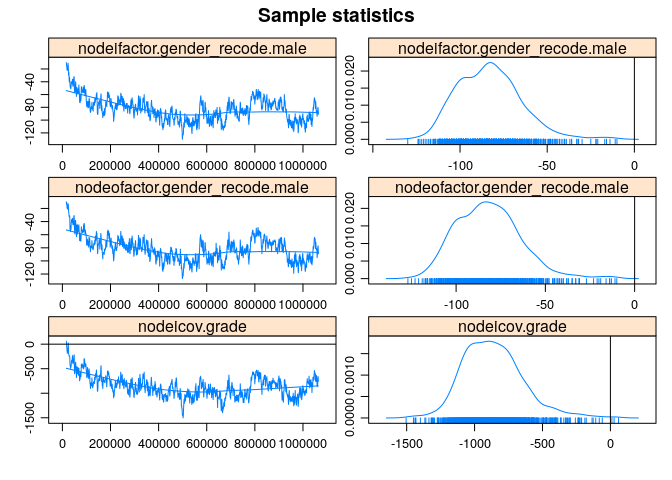 Sample statistics
nodeifactor.gender_recode.male nodeifactor.gender_recode.male
-120 -80 -40 0.000 0.010 0.020
0 200000 400000 600000 800000 1000000 -100 -50 0
nodeofactor.gender_recode.male nodeofactor.gender_recode.male
-120 -80 -40 0.000 0.010 0.020
0 200000 400000 600000 800000 1000000 -100 -50 0
nodeicov.grade nodeicov.grade
-1500 -500 0 0.0000 0.0010
0 200000 400000 600000 800000 1000000 -1500 -1000 -500 0